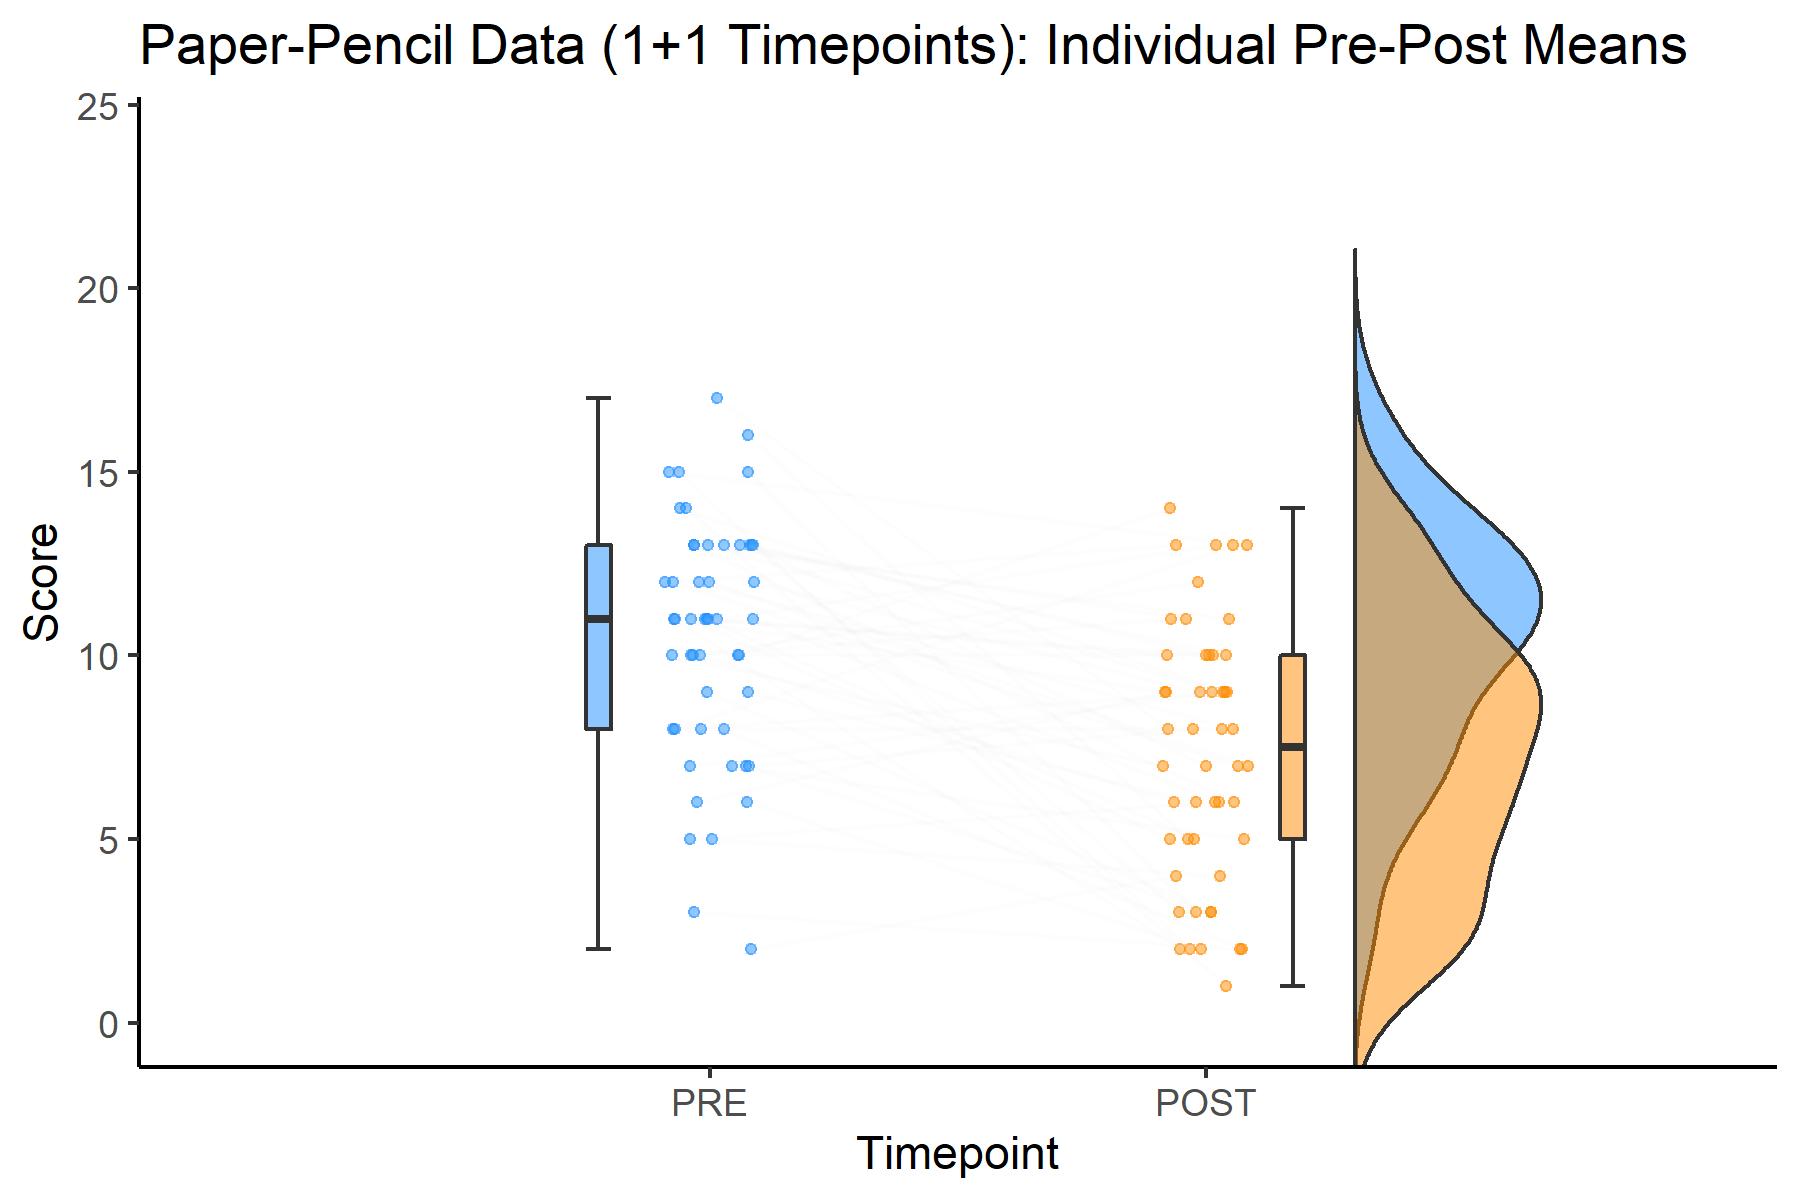 Paper-Pencil Data (1+1 Timepoints): Individual Pre-Post Means
25
20
15
10
5
0
Score
PRE
POST
Timepoint